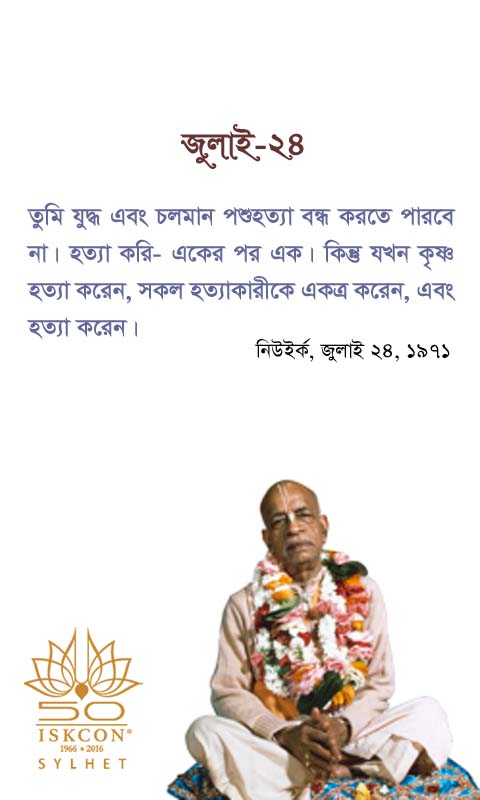 জুলাই-২৪
তুমি যুদ্ধ এবং চলমান পশুহত্যা বন্ধ করতে পারবে
না। হত্যা করি- একের পর এক। কিন্তু যখন কৃষ্ণ
হত্যা করেন, সকল হত্যাকারীকে একত্র করেন, এবং
হত্যা করেন।
নিউইর্ক, জুলাই ২৪, ১৯৭১
50
ISKCON®
1966 • 2016
SYLHET